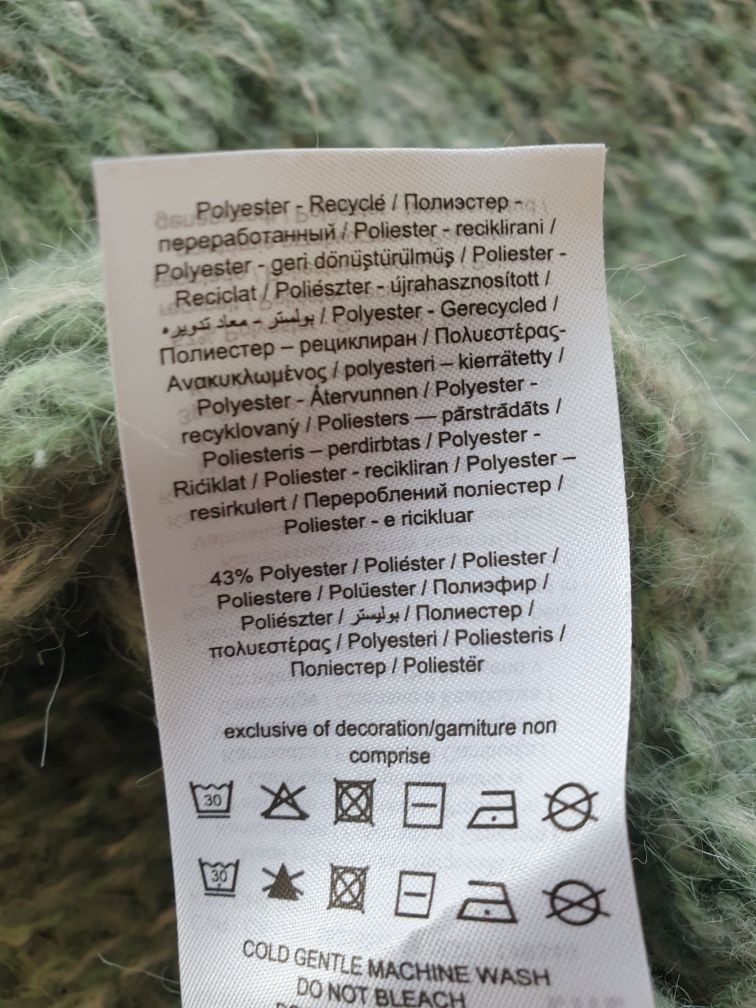 Polyester - Recyclé / Полиэстер -
переработанный / Poliester - reciklirani /
Polyester - geri dönüştürülmüş / Poliester -
Reciclat / Poliészter - újrahasznosított /
بولستر - معاد تدويره / Polyester - Gerecycled /
Полиестер – рециклиран / Πολυεστέρας-
Ανακυκλωμένος / polyesteri – kierrätetty /
Polyester - Återvunnen / Polyester -
recyklovaný / Poliesters — pārstrādāts /
Poliesteris – perdirbtas / Polyester -
Riċiklat / Poliester - recikliran / Polyester –
resirkulert / Перероблений поліестер /
Poliester - e ricikluar
43% Polyester / Poliéster / Poliester /
Poliestere / Polüester / Полиэфир /
Poliészter / بوليستر / Полиестер /
πολυεστέρας / Polyesteri / Poliesteris /
Поліестер / Poliestër
exclusive of decoration/garniture non
comprise
30
30
COLD GENTLE MACHINE WASH
DO NOT BLEACH